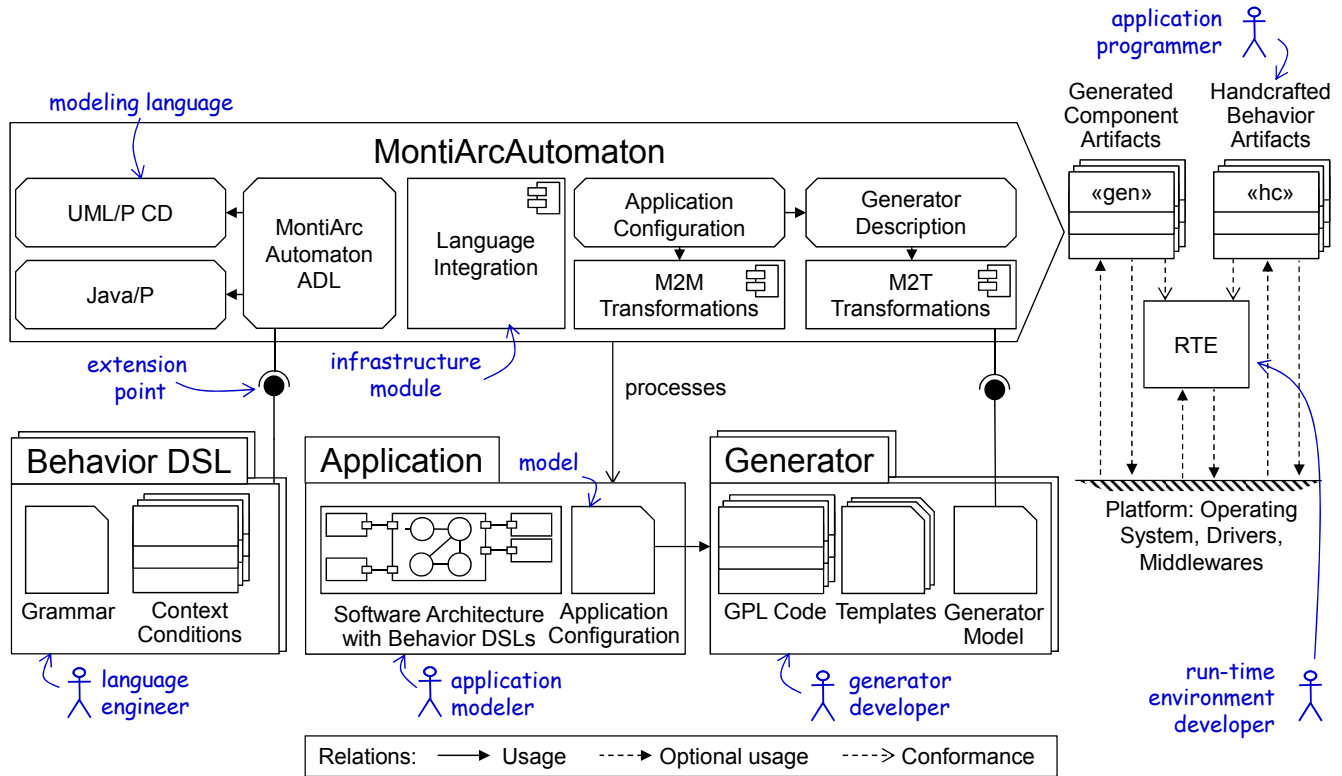 application
programmer
modeling language
Generated
Component
Artifacts
Handcrafted
Behavior
Artifacts
MontiArcAutomaton
UML/P CD
Java/P
MontiArc
Automaton
ADL
Language
Integration
Application
Configuration
Generator
Description
M2M
Transformations
M2T
Transformations
«gen»
«hc»
RTE
extension
point
infrastructure
module
processes
Behavior DSL
Application
model
Generator
Platform: Operating
System, Drivers,
Middlewares
Grammar
Context
Conditions
Software Architecture
with Behavior DSLs
Application
Configuration
GPL Code
Templates
Generator
Model
language
engineer
application
modeler
generator
developer
run-time
environment
developer
Relations:
Usage
Optional usage
Conformance